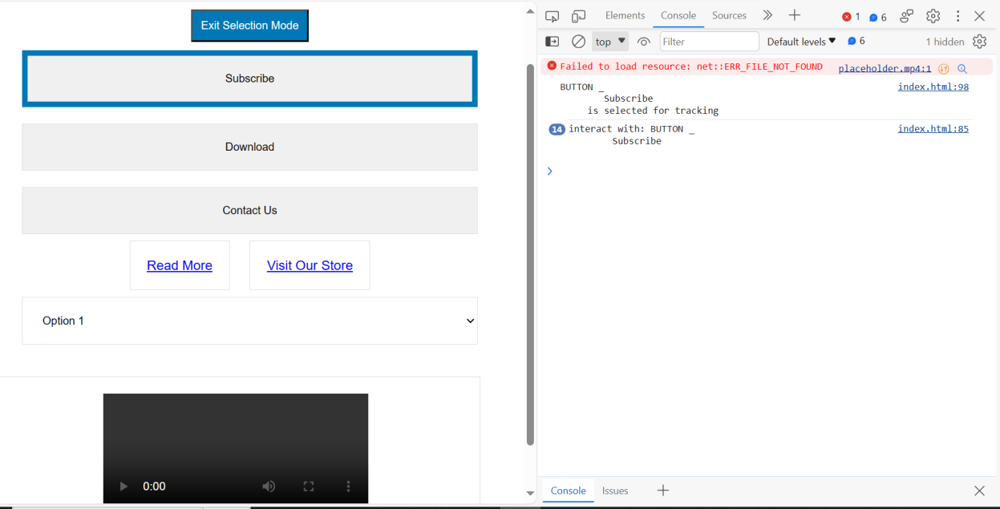 Exit Selection Mode
Subscribe
Download
Contact Us
Read More
Visit Our Store
Option 1
0:00
Elements
Console
Sources
1
6
top
Filter
Default levels
6
1 hidden
Failed to load resource: net::ERR_FILE_NOT_FOUND placeholder.mp4:1
BUTTON _ index.html:98
Subscribe
is selected for tracking
14 interact with: BUTTON _ index.html:85
Subscribe
Console
Issues